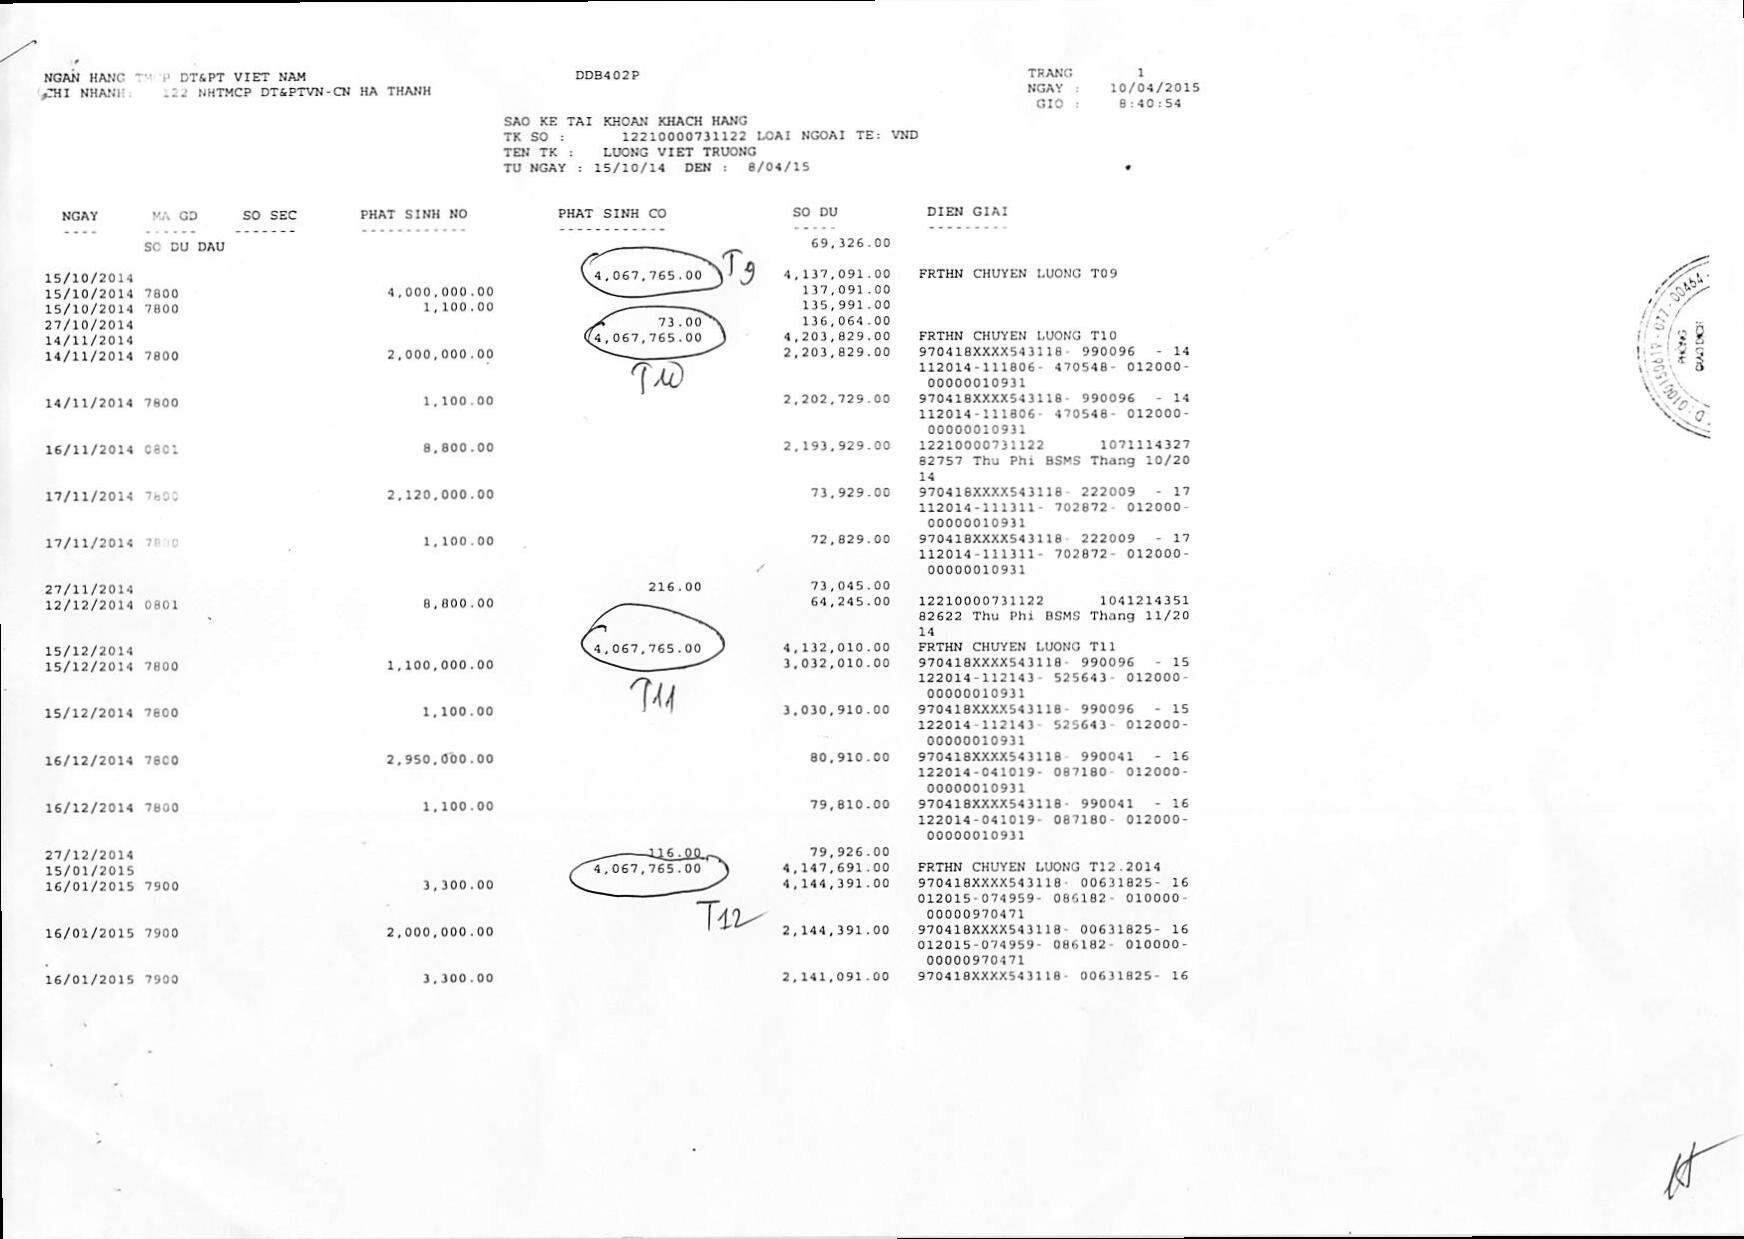 NGAN HANG TMCP DT&PT VIET NAM DDB402P TRANG 1
CHI NHANH: 122 NHTMCP DT&PTVN-CN HA THANH NGAY : 10/04/2015
GIO : 8:40:54
SAO KE TAI KHOAN KHACH HANG
TK SO : 12210000731122 LOAI NGOAI TE: VND
TEN TK : LUONG VIET TRUONG
TU NGAY : 15/10/14 DEN : 8/04/15
NGAY MA GD SO SEC PHAT SINH NO PHAT SINH CO SO DU DIEN GIAI
---- ------ ------- ------------ ------------ ----- ---------
SO DU DAU 69,326.00
15/10/2014 4,067,765.00 T9 4,137,091.00 FRTHN CHUYEN LUONG T09
15/10/2014 7800 4,000,000.00 137,091.00
15/10/2014 7800 1,100.00 135,991.00
27/10/2014 73.00 136,064.00
14/11/2014 4,067,765.00 4,203,829.00 FRTHN CHUYEN LUONG T10
14/11/2014 7800 2,000,000.00 2,203,829.00 970418XXXX543118- 990096 - 14
T10 112014-111806- 470548- 012000-
00000010931
14/11/2014 7800 1,100.00 2,202,729.00 970418XXXX543118- 990096 - 14
112014-111806- 470548- 012000-
00000010931
16/11/2014 0801 8,800.00 2,193,929.00 12210000731122 1071114327
82757 Thu Phi BSMS Thang 10/20
14
17/11/2014 7800 2,120,000.00 73,929.00 970418XXXX543118- 222009 - 17
112014-111311- 702872- 012000-
00000010931
17/11/2014 7800 1,100.00 72,829.00 970418XXXX543118- 222009 - 17
112014-111311- 702872- 012000-
00000010931
27/11/2014 216.00 73,045.00
12/12/2014 0801 8,800.00 64,245.00 12210000731122 1041214351
82622 Thu Phi BSMS Thang 11/20
14
15/12/2014 4,067,765.00 4,132,010.00 FRTHN CHUYEN LUONG T11
15/12/2014 7800 1,100,000.00 3,032,010.00 970418XXXX543118- 990096 - 15
T11 122014-112143- 525643- 012000-
00000010931
15/12/2014 7800 1,100.00 3,030,910.00 970418XXXX543118- 990096 - 15
122014-112143- 525643- 012000-
00000010931
16/12/2014 7800 2,950,000.00 80,910.00 970418XXXX543118- 990041 - 16
122014-041019- 087180- 012000-
00000010931
16/12/2014 7800 1,100.00 79,810.00 970418XXXX543118- 990041 - 16
122014-041019- 087180- 012000-
00000010931
27/12/2014 116.00 79,926.00
15/01/2015 4,067,765.00 4,147,691.00 FRTHN CHUYEN LUONG T12.2014
16/01/2015 7900 3,300.00 4,144,391.00 970418XXXX543118- 00631825- 16
012015-074959- 086182- 010000-
T12 00000970471
16/01/2015 7900 2,000,000.00 2,144,391.00 970418XXXX543118- 00631825- 16
012015-074959- 086182- 010000-
00000970471
16/01/2015 7900 3,300.00 2,141,091.00 970418XXXX543118- 00631825- 16
PHÒNG
GIAO DỊCH